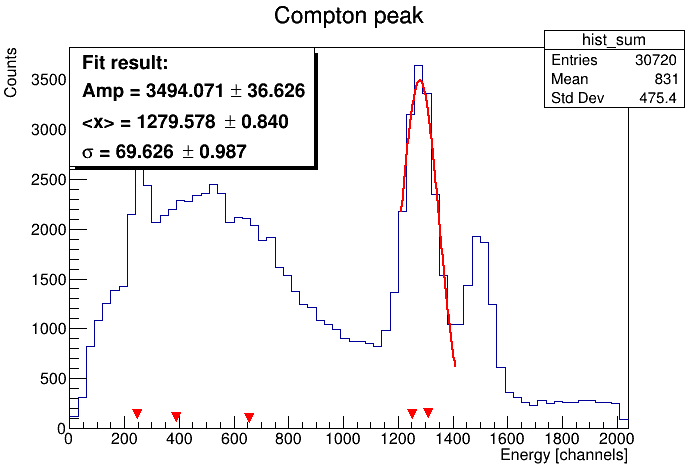 Compton peak
hist_sum
Entries 30720
Mean 831
Std Dev 475.4
Fit result:
Amp = 3494.071 ± 36.626
<x> = 1279.578 ± 0.840
σ = 69.626 ± 0.987
Counts
3500
3000
2500
2000
1500
1000
500
0
0 200 400 600 800 1000 1200 1400 1600 1800 2000
Energy [channels]